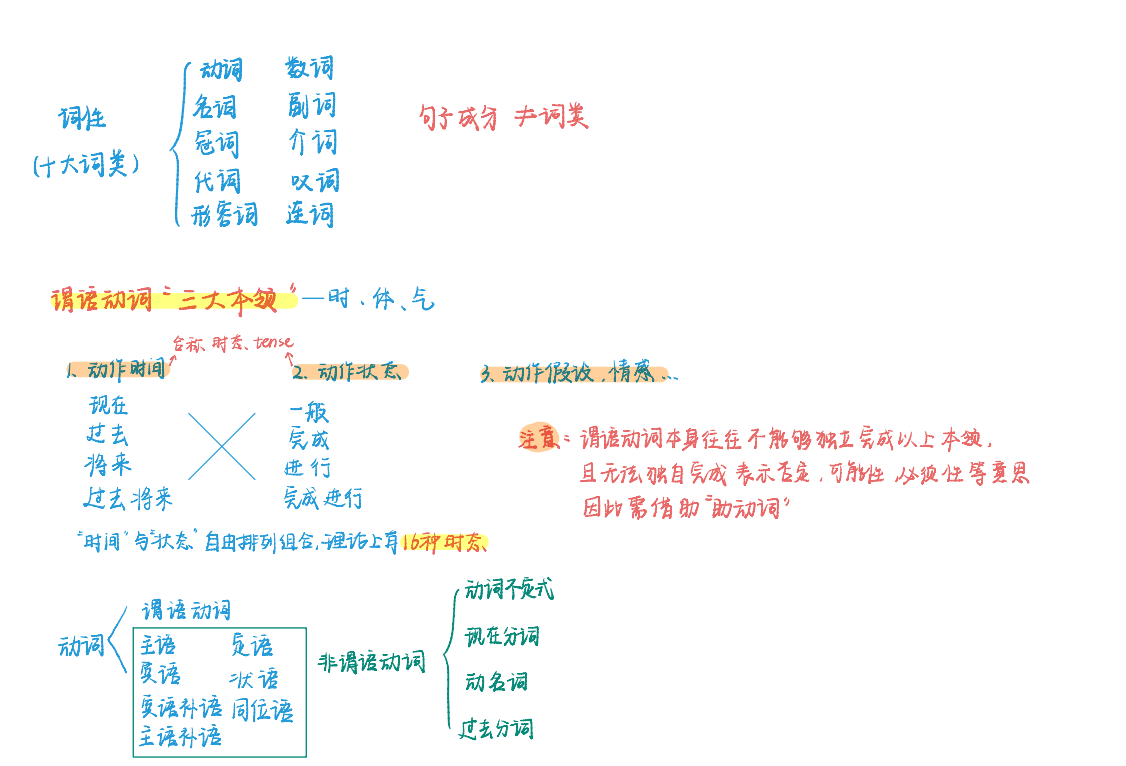 词性
(十大词类)
动词 数词
名词 副词
冠词 介词
代词 叹词
形容词 连词
句子成分 ≠词类
谓语动词“三大本领”—时、体、气
合称、时态、tense
1、动作时间
现在
过去
将来
过去将来
2、动作状态
一般
完成
进行
完成进行
3、动作假设、情感...
注意：谓语动词本身往往不能够独立完成以上本领，
且无法独自完成表示否定，可能性，必须性等意思
因此需借助“助动词”
“时间”与“状态”自由排列组合，理论上有16种时态
动词
谓语动词
主语 定语
宾语 状语
宾语补语 同位语
主语补语
非谓语动词
动词不定式
现在分词
动名词
过去分词